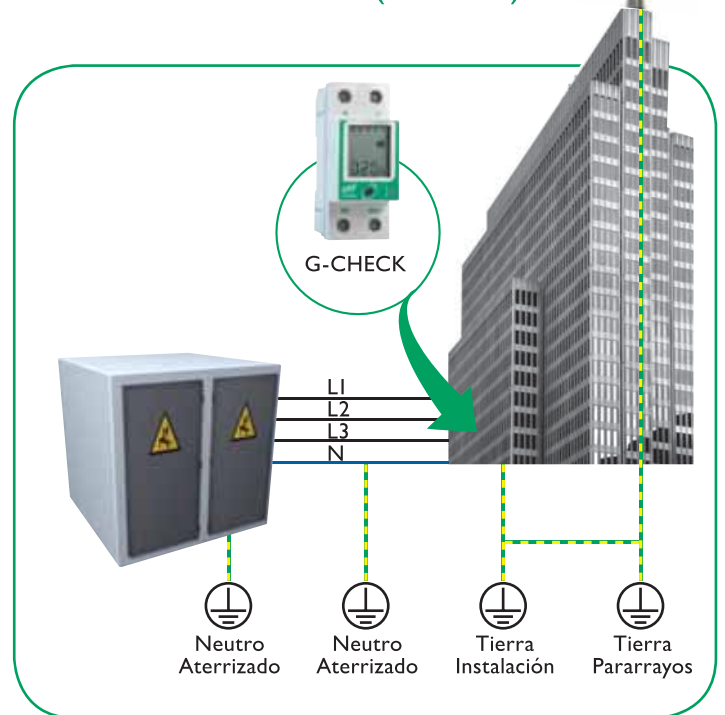 G-CHECK
L1
L2
L3
N
Neutro
Aterrizado
Neutro
Aterrizado
Tierra
Instalación
Tierra
Pararrayos